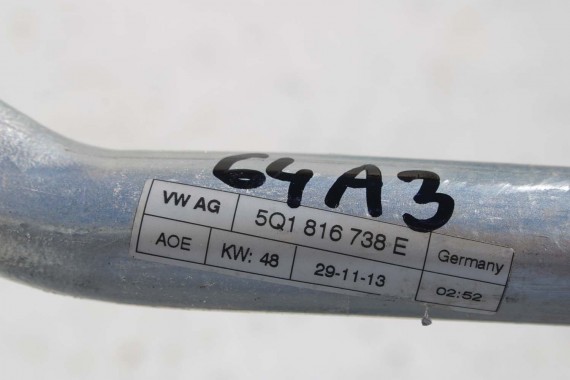 64A3
VW AG 5Q1 816 738 E Germany
AOE KW: 48 29-11-13 02:52